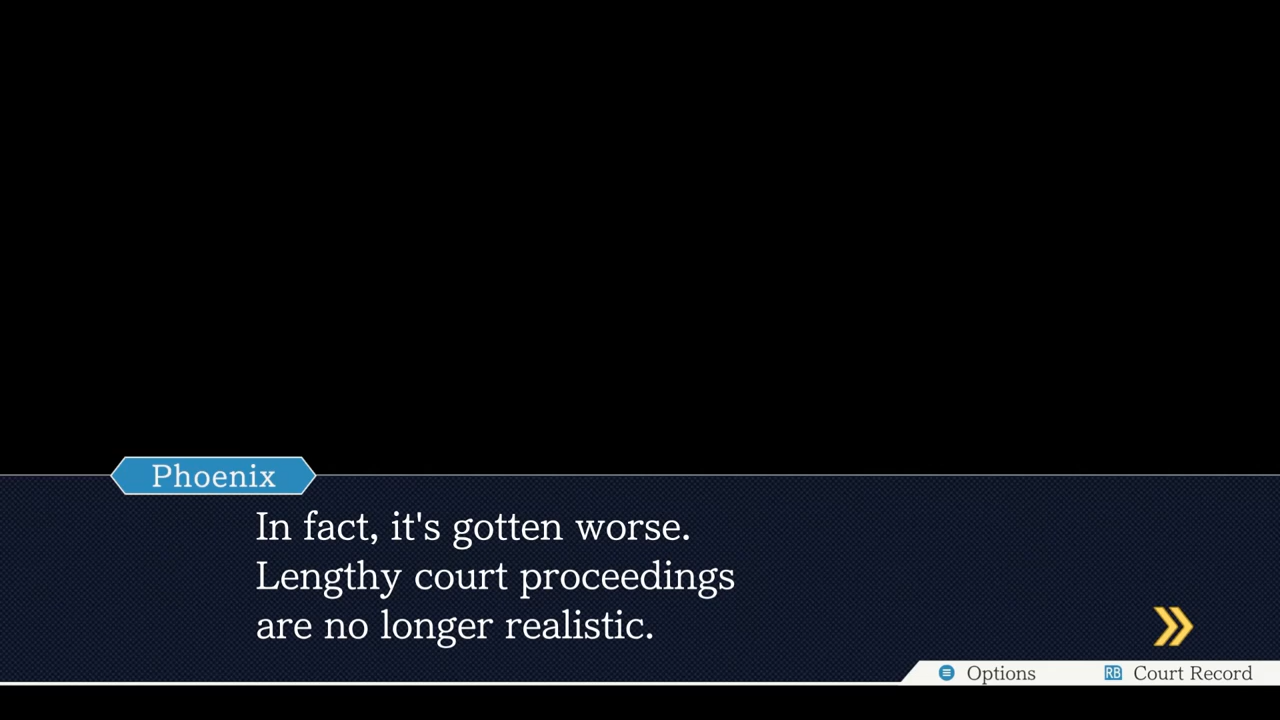 Phoenix
In fact, it's gotten worse.
Lengthy court proceedings
are no longer realistic.
Options
RB Court Record